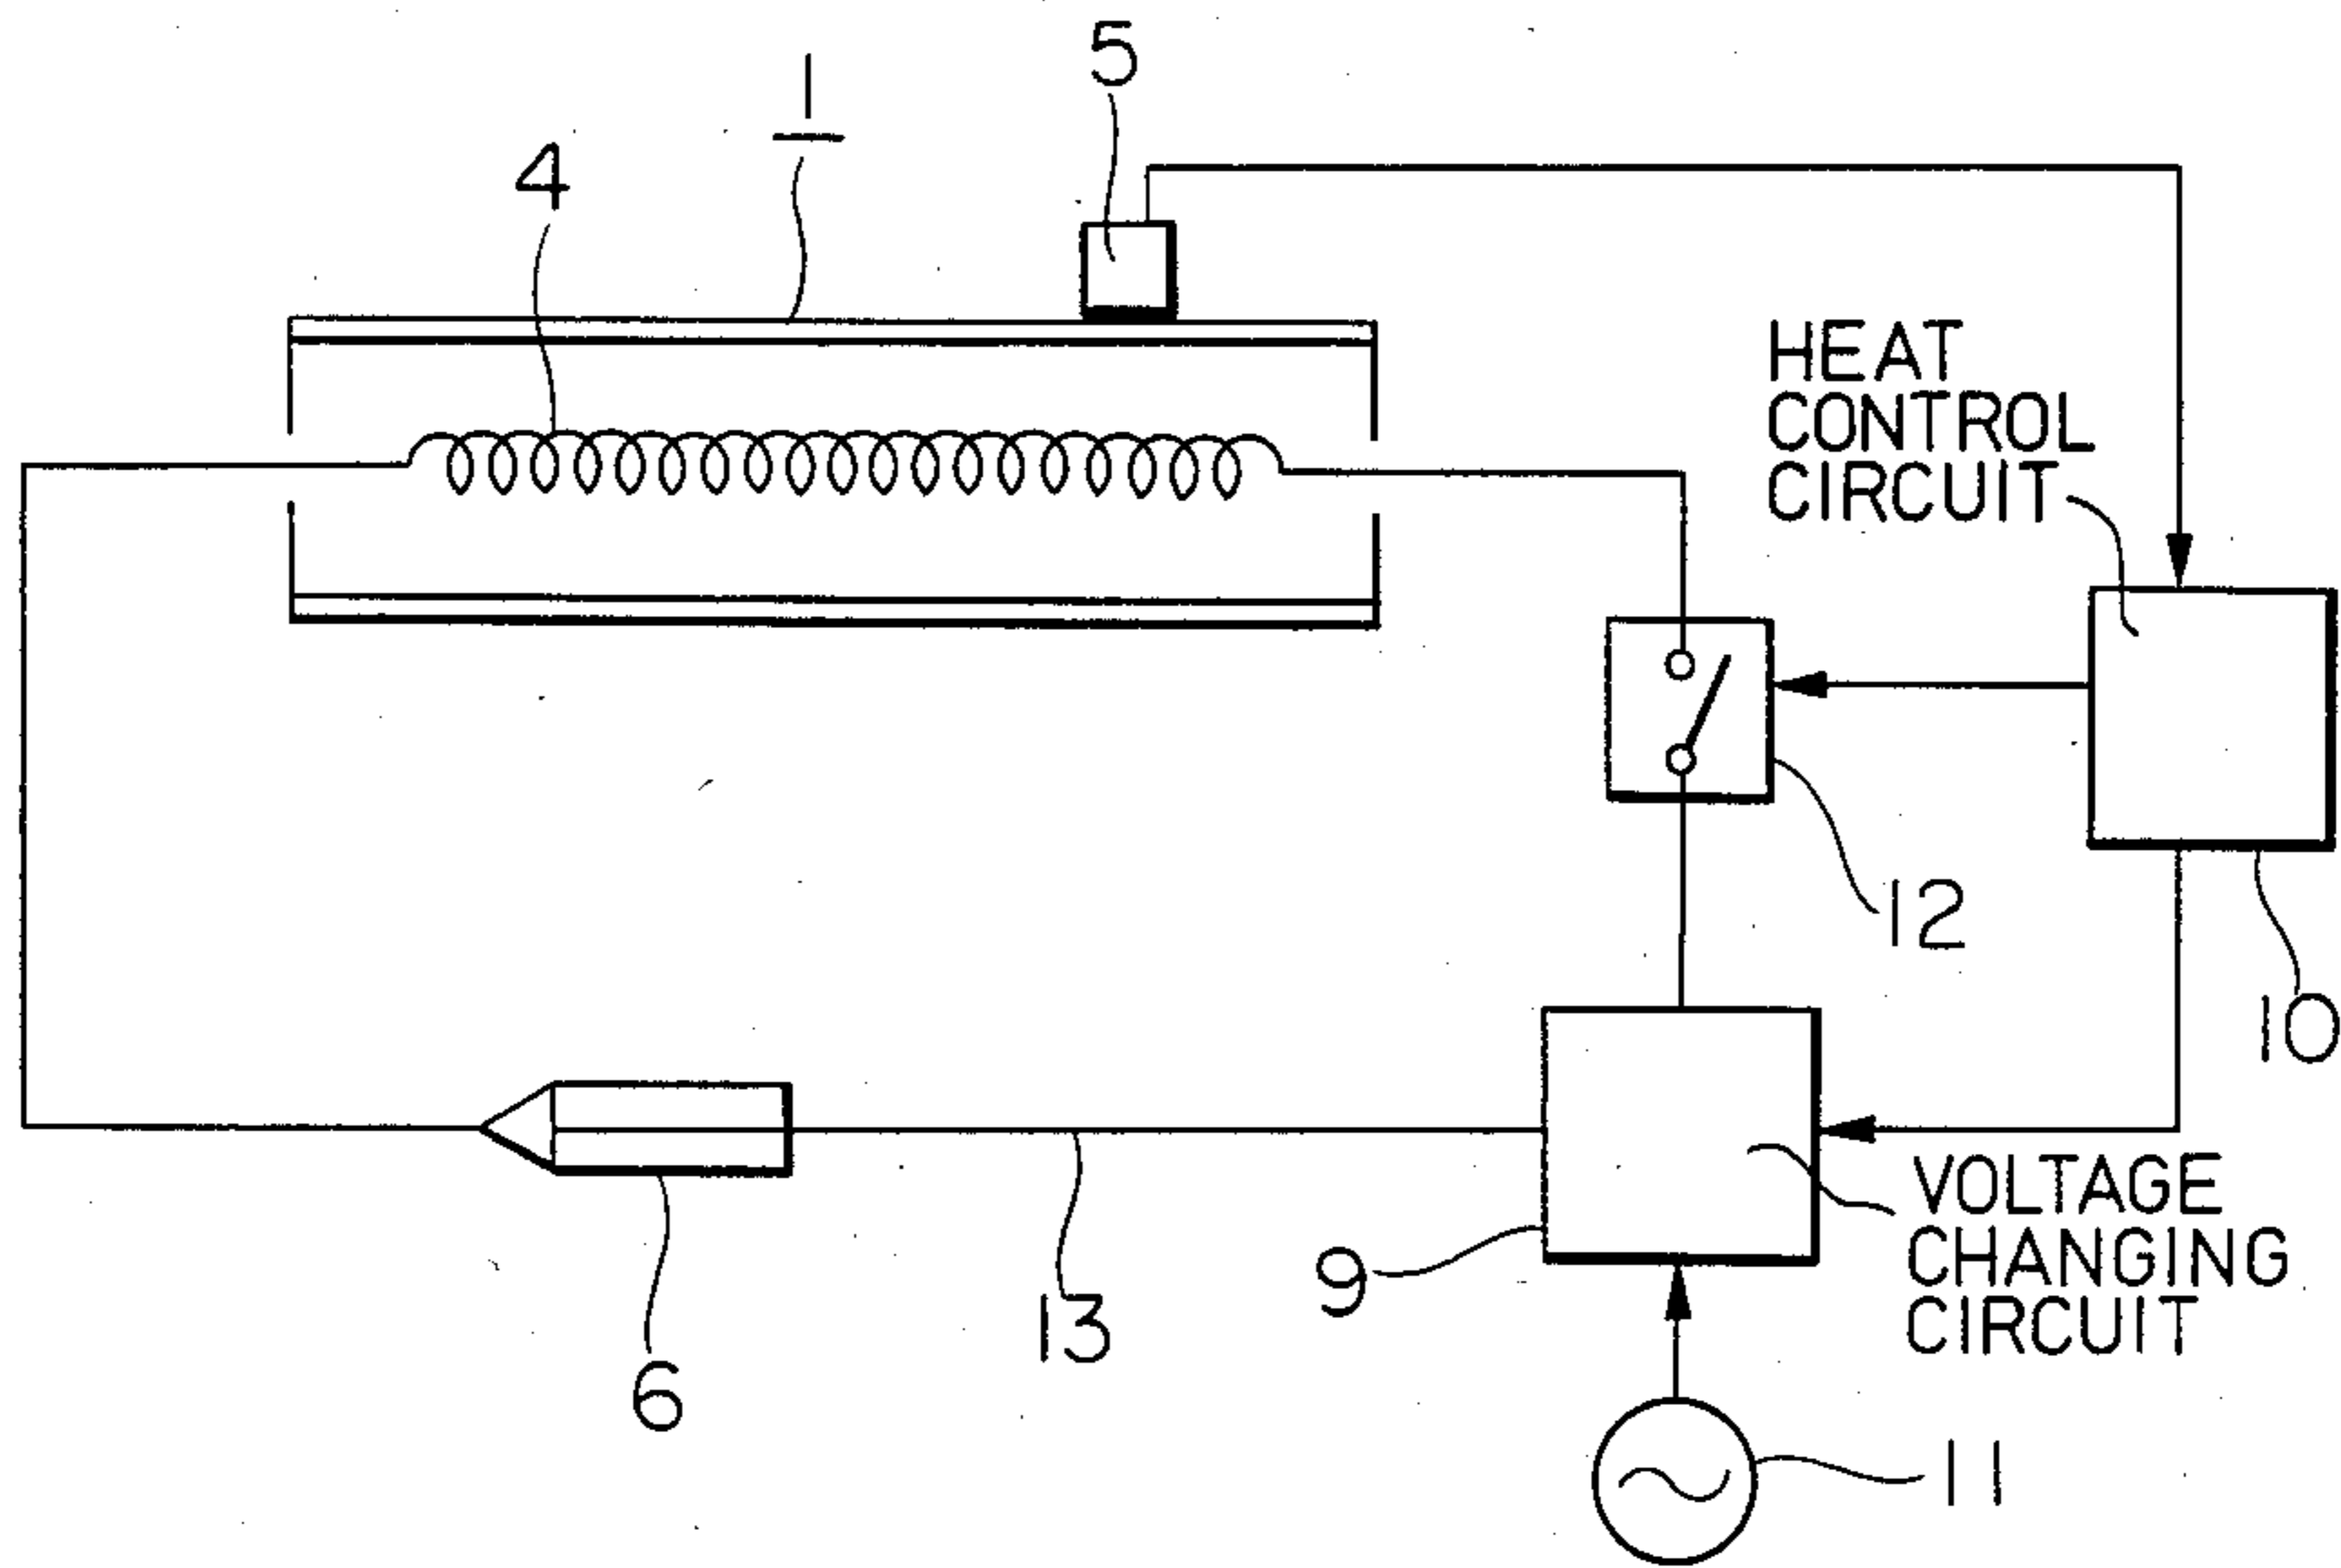 5
1
4
HEAT
CONTROL
CIRCUIT
12
10
VOLTAGE
CHANGING
CIRCUIT
9
13
6
11